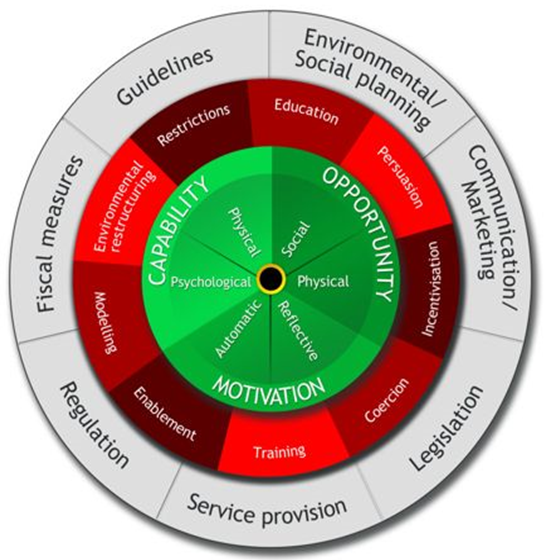 Guidelines
Environmental/
Social planning
Communication/
Marketing
Legislation
Service provision
Regulation
Fiscal measures
Restrictions
Education
Persuasion
Incentivisation
Coercion
Training
Enablement
Modelling
Environmental
restructuring
CAPABILITY
OPPORTUNITY
MOTIVATION
Physical
Social
Psychological
Physical
Automatic
Reflective